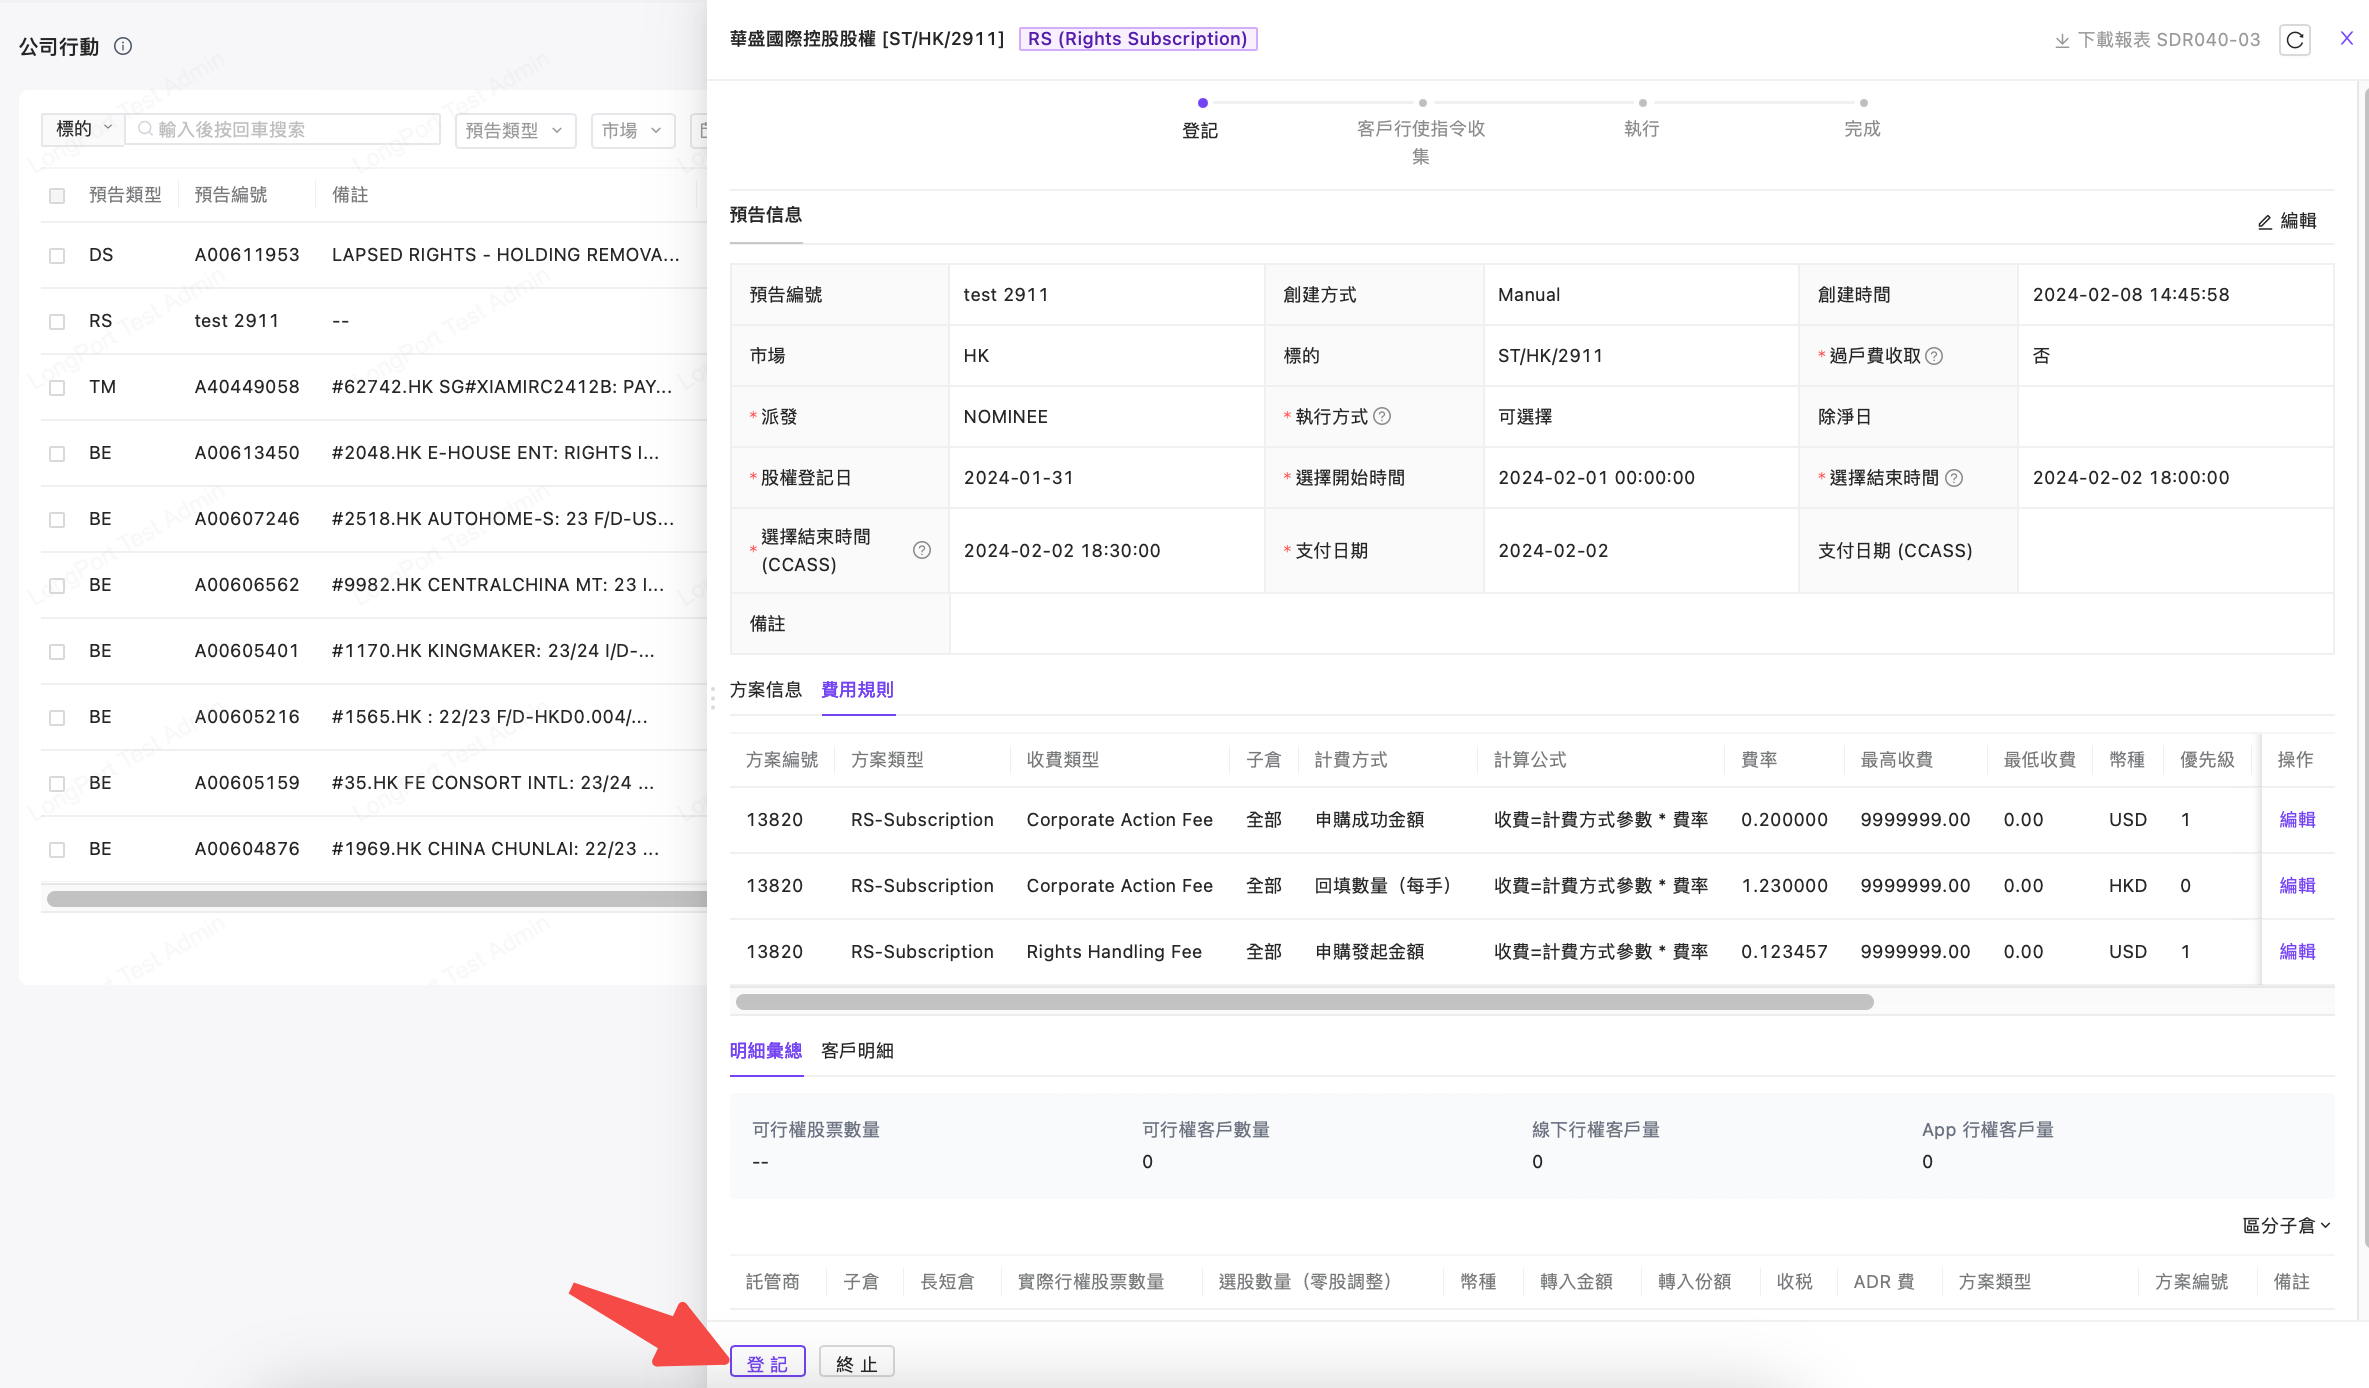 公司行動
標的
輸入後按回車搜索
預告類型
市場
預告類型 預告編號 備註
DS A00611953 LAPSED RIGHTS - HOLDING REMOVA...
RS test 2911 --
TM A40449058 #62742.HK SG#XIAMIRC2412B: PAY...
BE A00613450 #2048.HK E-HOUSE ENT: RIGHTS I...
BE A00607246 #2518.HK AUTOHOME-S: 23 F/D-US...
BE A00606562 #9982.HK CENTRALCHINA MT: 23 I...
BE A00605401 #1170.HK KINGMAKER: 23/24 I/D-...
BE A00605216 #1565.HK : 22/23 F/D-HKD0.004/...
BE A00605159 #35.HK FE CONSORT INTL: 23/24 ...
BE A00604876 #1969.HK CHINA CHUNLAI: 22/23 ...
LongPort Test Admin
華盛國際控股股權 [ST/HK/2911] RS (Rights Subscription)
下載報表 SDR040-03
登記
客戶行使指令收
集
執行
完成
預告信息
編輯
預告編號 test 2911 創建方式 Manual 創建時間 2024-02-08 14:45:58
市場 HK 標的 ST/HK/2911 *過戶費收取 否
*派發 NOMINEE *執行方式 可選擇 除淨日
*股權登記日 2024-01-31 *選擇開始時間 2024-02-01 00:00:00 *選擇結束時間 2024-02-02 18:00:00
*選擇結束時間
(CCASS)
2024-02-02 18:30:00 *支付日期 2024-02-02 支付日期 (CCASS)
備註
方案信息 費用規則
方案編號 方案類型 收費類型 子倉 計費方式 計算公式 費率 最高收費 最低收費 幣種 優先級 操作
13820 RS-Subscription Corporate Action Fee 全部 申購成功金額 收費=計費方式參數 * 費率 0.200000 9999999.00 0.00 USD 1 編輯
13820 RS-Subscription Corporate Action Fee 全部 回填數量（每手） 收費=計費方式參數 * 費率 1.230000 9999999.00 0.00 HKD 0 編輯
13820 RS-Subscription Rights Handling Fee 全部 申購發起金額 收費=計費方式參數 * 費率 0.123457 9999999.00 0.00 USD 1 編輯
明細彙總 客戶明細
可行權股票數量 可行權客戶數量 線下行權客戶量 App 行權客戶量
-- 0 0 0
區分子倉
託管商 子倉 長短倉 實際行權股票數量 選股數量（零股調整） 幣種 轉入金額 轉入份額 收税 ADR 費 方案類型 方案編號 備註
登 記 終 止